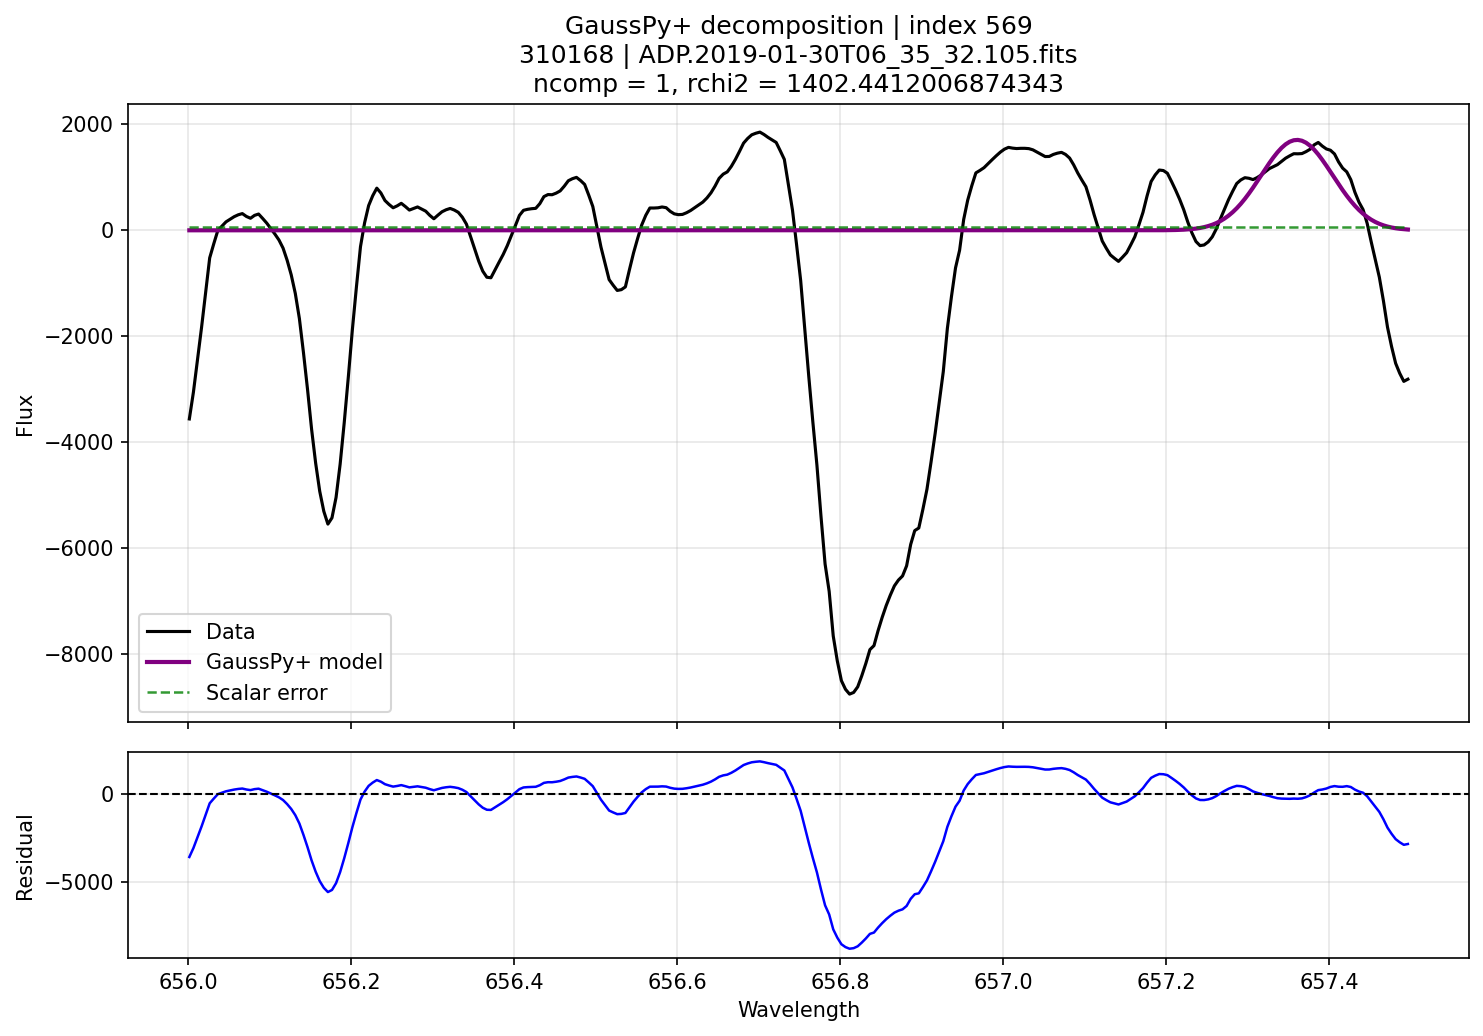 GaussPy+ decomposition | index 569
310168 | ADP.2019-01-30T06_35_32.105.fits
ncomp = 1, rchi2 = 1402.4412006874343
2000
0
−2000
−4000
−6000
−8000
Flux
Data
GaussPy+ model
Scalar error
0
−5000
Residual
656.0 656.2 656.4 656.6 656.8 657.0 657.2 657.4
Wavelength